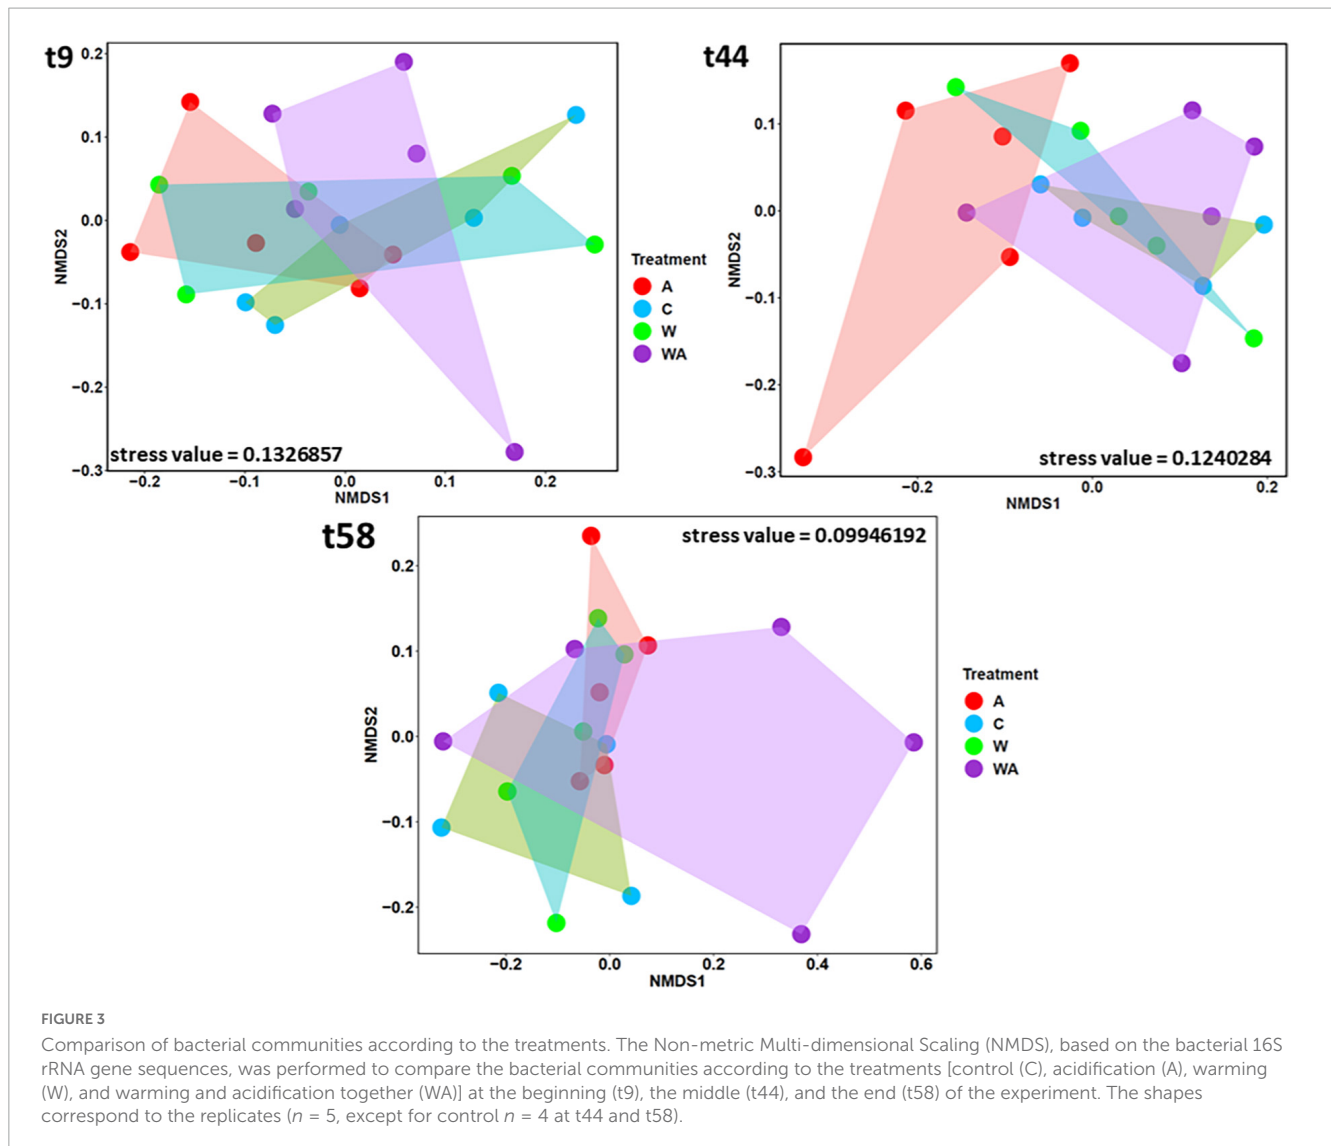 t9
0.2
0.1
0.0
−0.1
−0.2
−0.3
NMDS2
stress value = 0.1326857
−0.2 −0.1 0.0 0.1 0.2
NMDS1
Treatment
A
C
W
WA
t44
0.1
0.0
−0.1
−0.2
−0.3
NMDS2
stress value = 0.1240284
−0.2 0.0 0.2
NMDS1
t58
stress value = 0.09946192
0.2
0.1
0.0
−0.1
−0.2
NMDS2
−0.2 0.0 0.2 0.4 0.6
NMDS1
Treatment
A
C
W
WA
FIGURE 3
Comparison of bacterial communities according to the treatments. The Non-metric Multi-dimensional Scaling (NMDS), based on the bacterial 16S
rRNA gene sequences, was performed to compare the bacterial communities according to the treatments [control (C), acidification (A), warming
(W), and warming and acidification together (WA)] at the beginning (t9), the middle (t44), and the end (t58) of the experiment. The shapes
correspond to the replicates (n = 5, except for control n = 4 at t44 and t58).